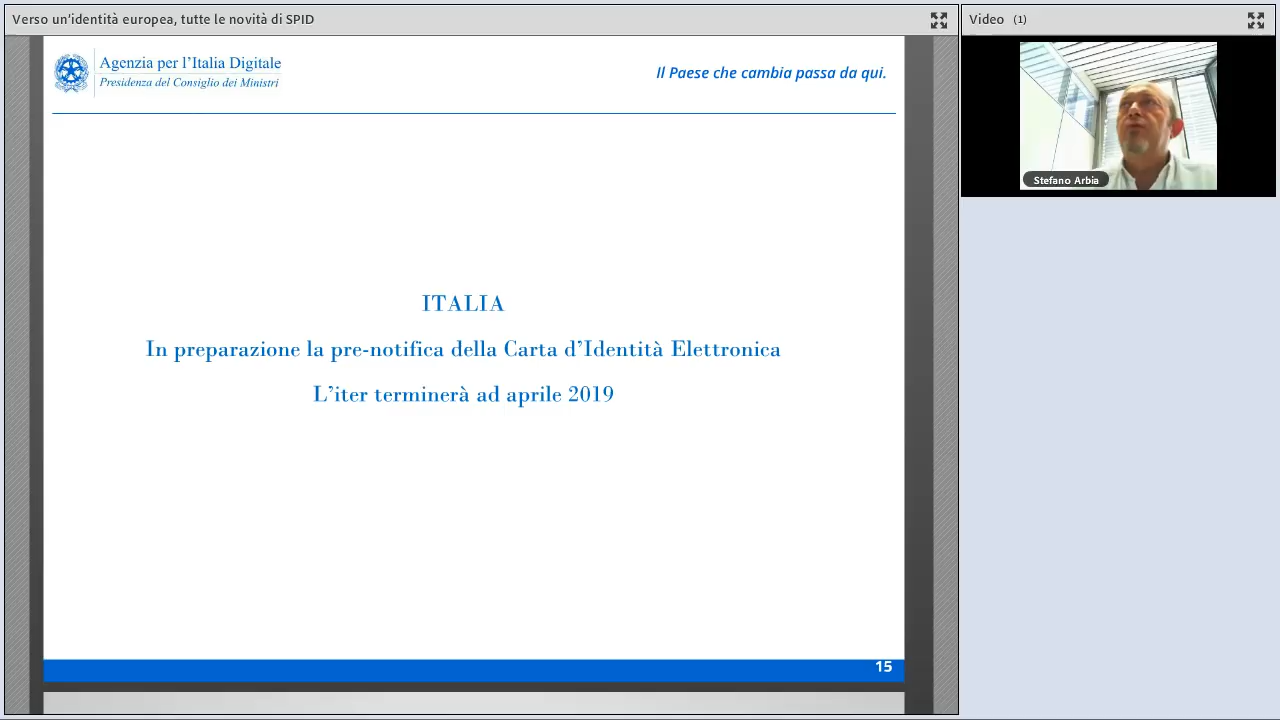 Verso un'identità europea, tutte le novità di SPID
Video (1)
Agenzia per l'Italia Digitale
Presidenza del Consiglio dei Ministri
Il Paese che cambia passa da qui.
Stefano Arbia
ITALIA
In preparazione la pre-notifica della Carta d'Identità Elettronica
L'iter terminerà ad aprile 2019
15